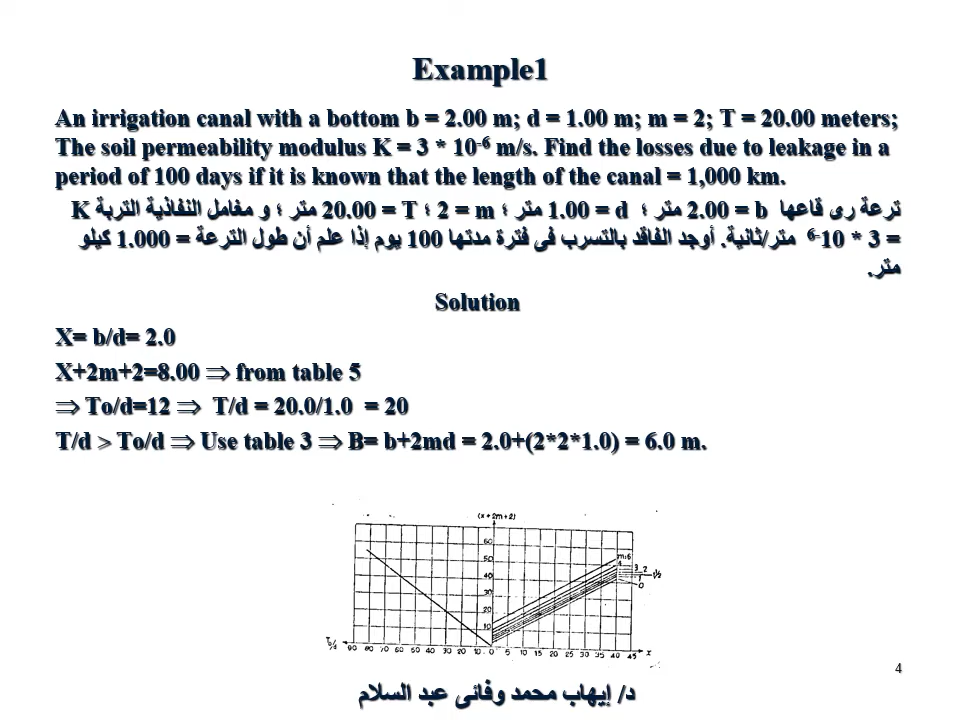 Example1
An irrigation canal with a bottom b = 2.00 m; d = 1.00 m; m = 2; T = 20.00 meters;
The soil permeability modulus K = 3 * 10-6 m/s. Find the losses due to leakage in a
period of 100 days if it is known that the length of the canal = 1,000 km.
ترعة رى قاعها b = 2.00 متر ؛ d = 1.00 متر ؛ m = 2 ؛ T = 20.00 متر ؛ و مغامل النفاذية التربة K
= 3 * 10-6 متر/ثانية. أوجد الفاقد بالتسرب فى فترة مدتها 100 يوم إذا علم أن طول الترعة = 1.000 كيلو
متر.
Solution
X= b/d= 2.0
X+2m+2=8.00 ⇒ from table 5
⇒ To/d=12 ⇒ T/d = 20.0/1.0 = 20
T/d > To/d ⇒ Use table 3 ⇒ B= b+2md = 2.0+(2*2*1.0) = 6.0 m.
(x+2m+2)
60
50
40
30
20
10
m=6
4
3 2
1
0
90 80 70 60 50 40 30 20 10 0 5 10 15 20 25 30 35 40 45 x
4
د/ إيهاب محمد وفائى عبد السلام